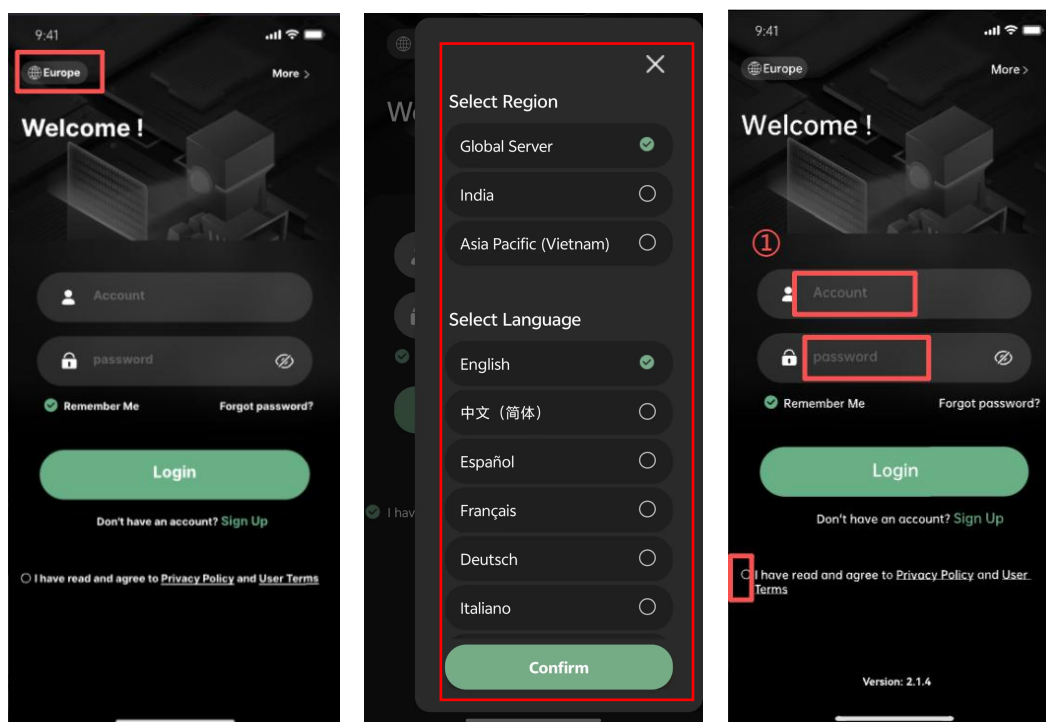 9:41
Europe
More >
Welcome !
Account
password
Remember Me
Forgot password?
Login
Don't have an account? Sign Up
I have read and agree to Privacy Policy and User Terms
We
Select Region
Global Server
India
Asia Pacific (Vietnam)
Select Language
English
中文（简体）
Español
Français
Deutsch
Italiano
I hav
Confirm
9:41
Europe
More >
Welcome !
①
Account
password
Remember Me
Forgot password?
Login
Don't have an account? Sign Up
I have read and agree to Privacy Policy and User
Terms
Version: 2.1.4